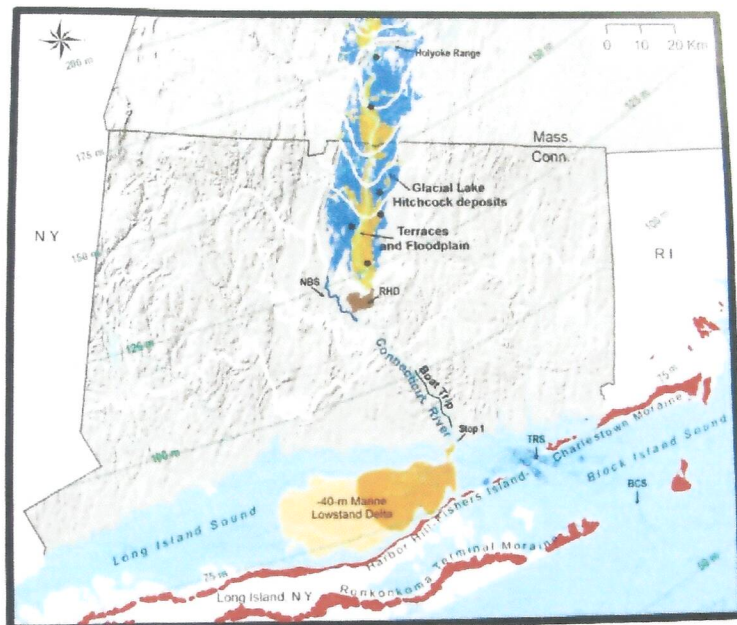 Holyoke Range
0 10 20 Km
200 m
150 m
125 m
Mass.
Conn.
175 m
Glacial Lake
Hitchcock deposits
100 m
N Y
Terraces
and Floodplain
R I
150 m
NBS
RHD
125 m
Connecticut River
Boat Trip
75 m
Stop 1
100 m
TRS
Charlestown Moraine
Block Island Sound
BCS
-40-m Marine
Lowstand Delta
Long Island Sound
Harbor Hill-Fishers Island-
75 m
Ronkonkoma Terminal Moraine
Long Island, N.Y.
50 m